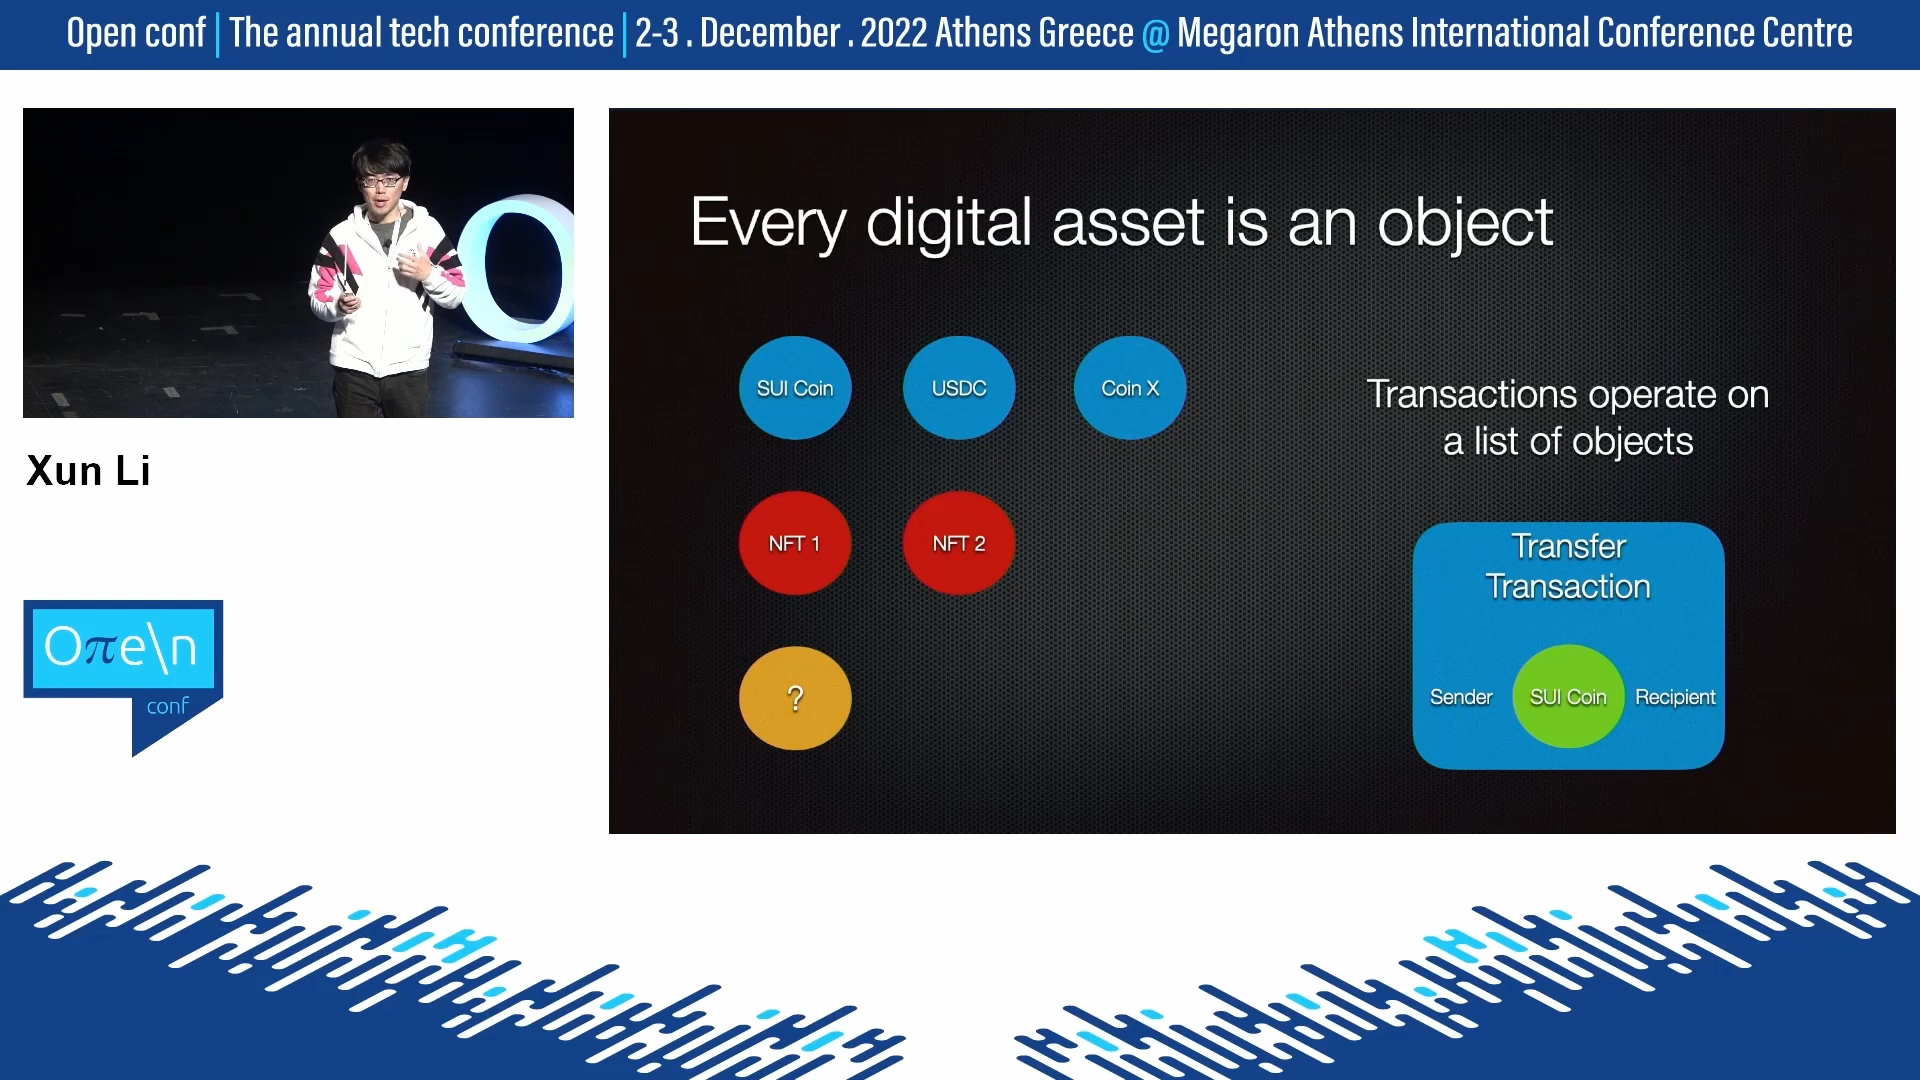 Open conf | The annual tech conference | 2-3 . December . 2022 Athens Greece @ Megaron Athens International Conference Centre
Xun Li
Oπe\n
conf
Every digital asset is an object
SUI Coin
USDC
Coin X
NFT 1
NFT 2
?
Transactions operate on
a list of objects
Transfer
Transaction
Sender
SUI Coin
Recipient